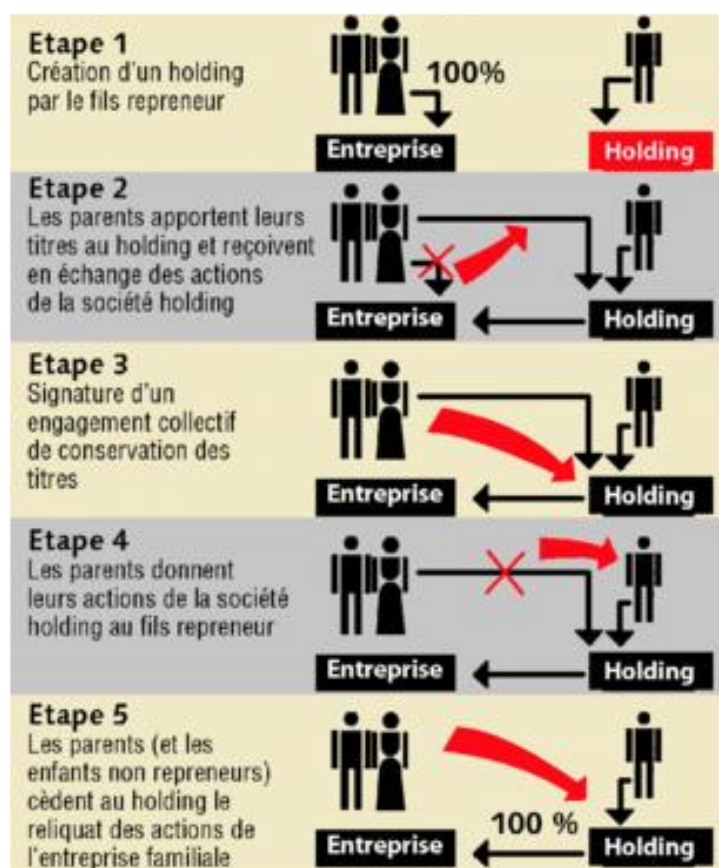 Etape 1
Création d'un holding
par le fils repreneur
100%
Entreprise
Holding
Etape 2
Les parents apportent leurs
titres au holding et reçoivent
en échange des actions
de la société holding
Entreprise
Holding
Etape 3
Signature d'un
engagement collectif
de conservation des
titres
Entreprise
Holding
Etape 4
Les parents donnent
leurs actions de la société
holding au fils repreneur
Entreprise
Holding
Etape 5
Les parents (et les
enfants non repreneurs)
cèdent au holding le
reliquat des actions de
l'entreprise familiale
100 %
Entreprise
Holding